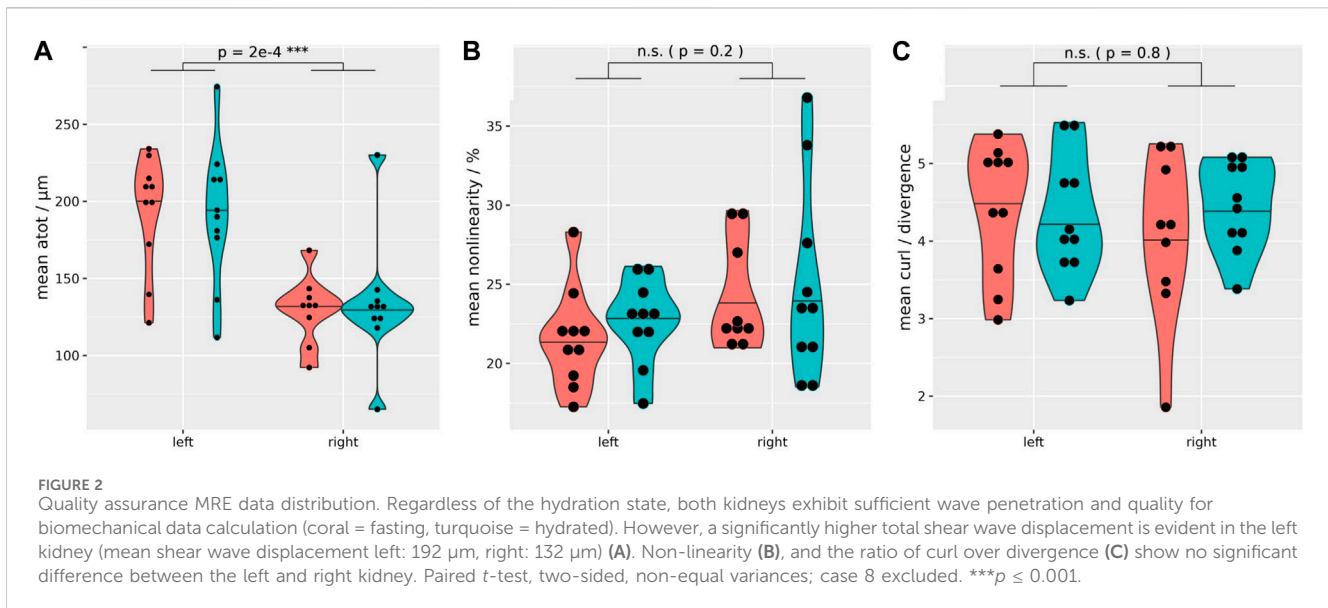 A
p = 2e-4 ***
mean atot / μm
250
200
150
100
left
right
B
n.s. ( p = 0.2 )
mean nonlinearity / %
35
30
25
20
left
right
C
n.s. ( p = 0.8 )
mean curl / divergence
5
4
3
2
left
right
FIGURE 2
Quality assurance MRE data distribution. Regardless of the hydration state, both kidneys exhibit sufficient wave penetration and quality for
biomechanical data calculation (coral = fasting, turquoise = hydrated). However, a significantly higher total shear wave displacement is evident in the left
kidney (mean shear wave displacement left: 192 μm, right: 132 μm) (A). Non-linearity (B), and the ratio of curl over divergence (C) show no significant
difference between the left and right kidney. Paired t-test, two-sided, non-equal variances; case 8 excluded. ***p ≤ 0.001.